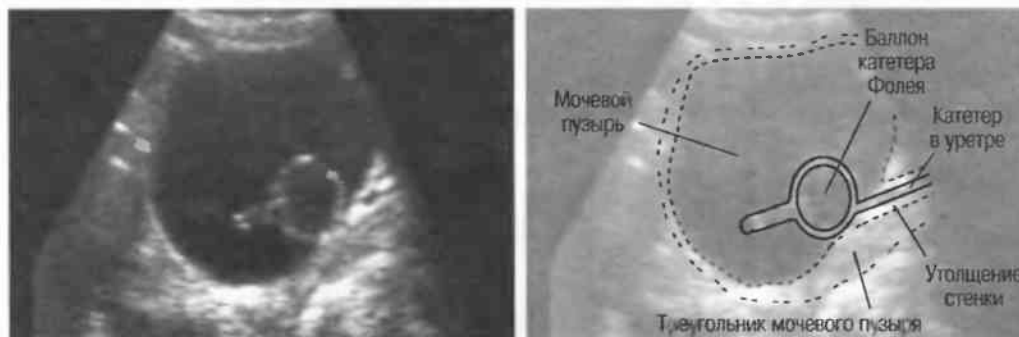 Баллон
катетера
Фолея
Мочевой
пузырь
Катетер
в уретре
Утолщение
стенки
Треугольник мочевого пузыря